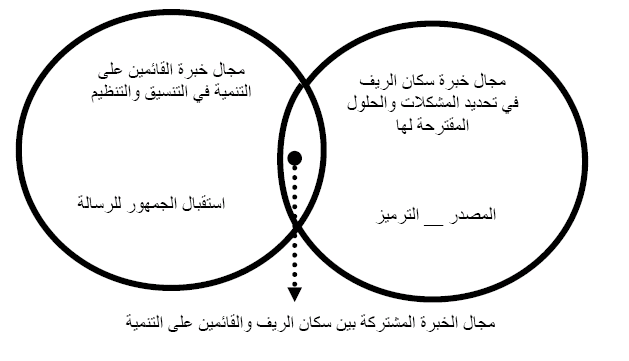 مجال خبرة سكان الريف
في تحديد المشكلات والحلول
المقترحة لها
المصدر __ الترميز
مجال خبرة القائمين على
التنمية في التنسيق والتنظيم
استقبال الجمهور للرسالة
مجال الخبرة المشتركة بين سكان الريف والقائمين على التنمية